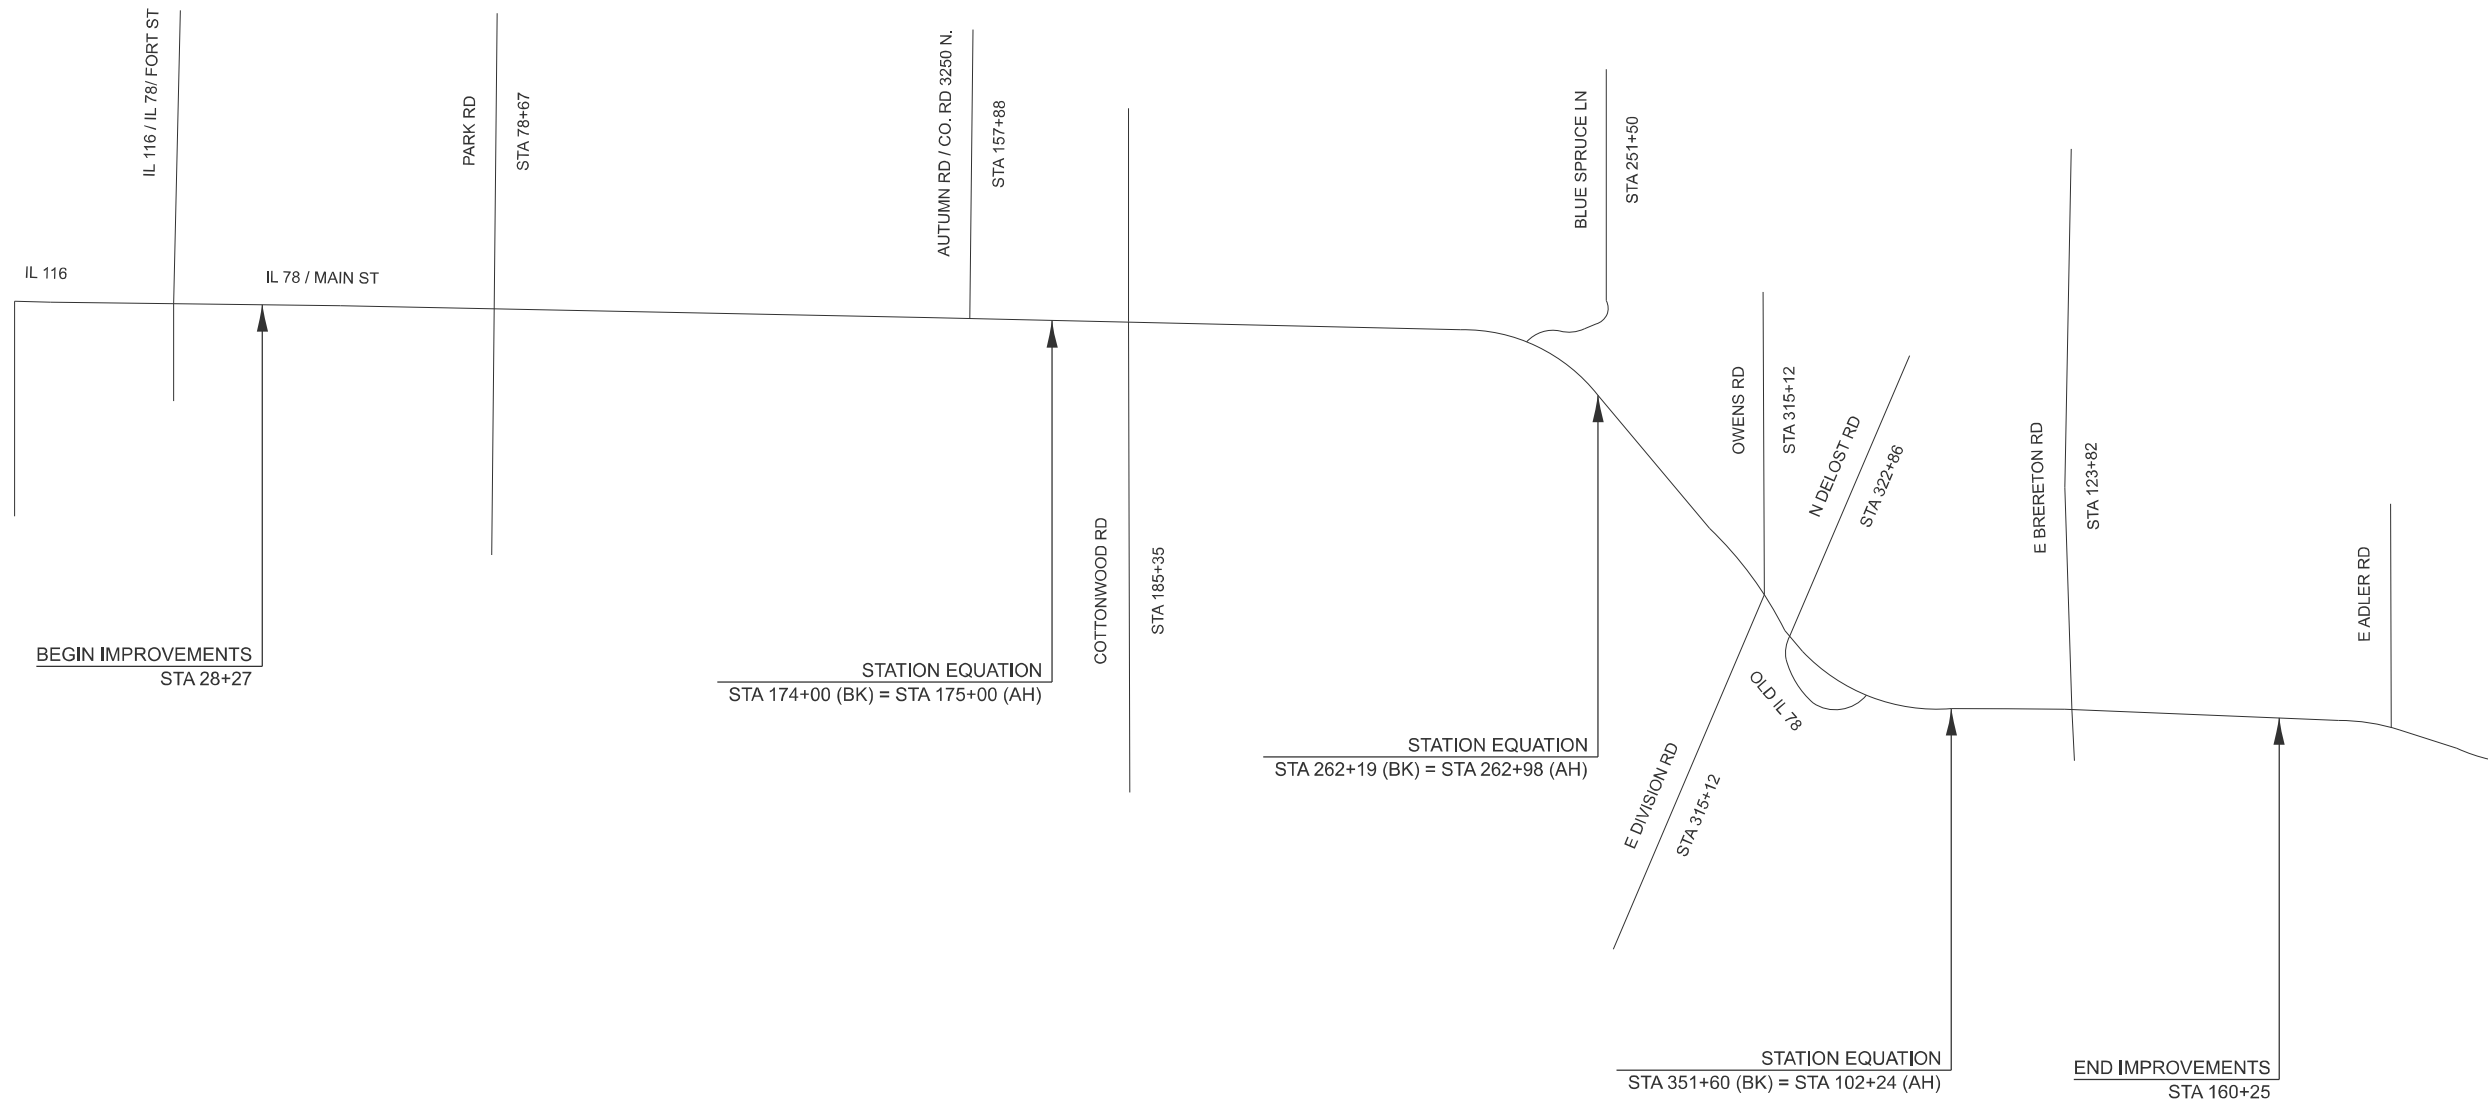 IL 116 / IL 78/ FORT ST
PARK RD
STA 78+67
AUTUMN RD / CO. RD 3250 N.
STA 157+88
BLUE SPRUCE LN
STA 251+50
IL 116
IL 78 / MAIN ST
OWENS RD
STA 315+12
N DELOST RD
STA 322+86
E BRERETON RD
STA 123+82
E ADLER RD
COTTONWOOD RD
STA 185+35
BEGIN IMPROVEMENTS
STA 28+27
STATION EQUATION
STA 174+00 (BK) = STA 175+00 (AH)
OLD IL 78
STATION EQUATION
STA 262+19 (BK) = STA 262+98 (AH)
E DIVISION RD
STA 315+12
STATION EQUATION
STA 351+60 (BK) = STA 102+24 (AH)
END IMPROVEMENTS
STA 160+25